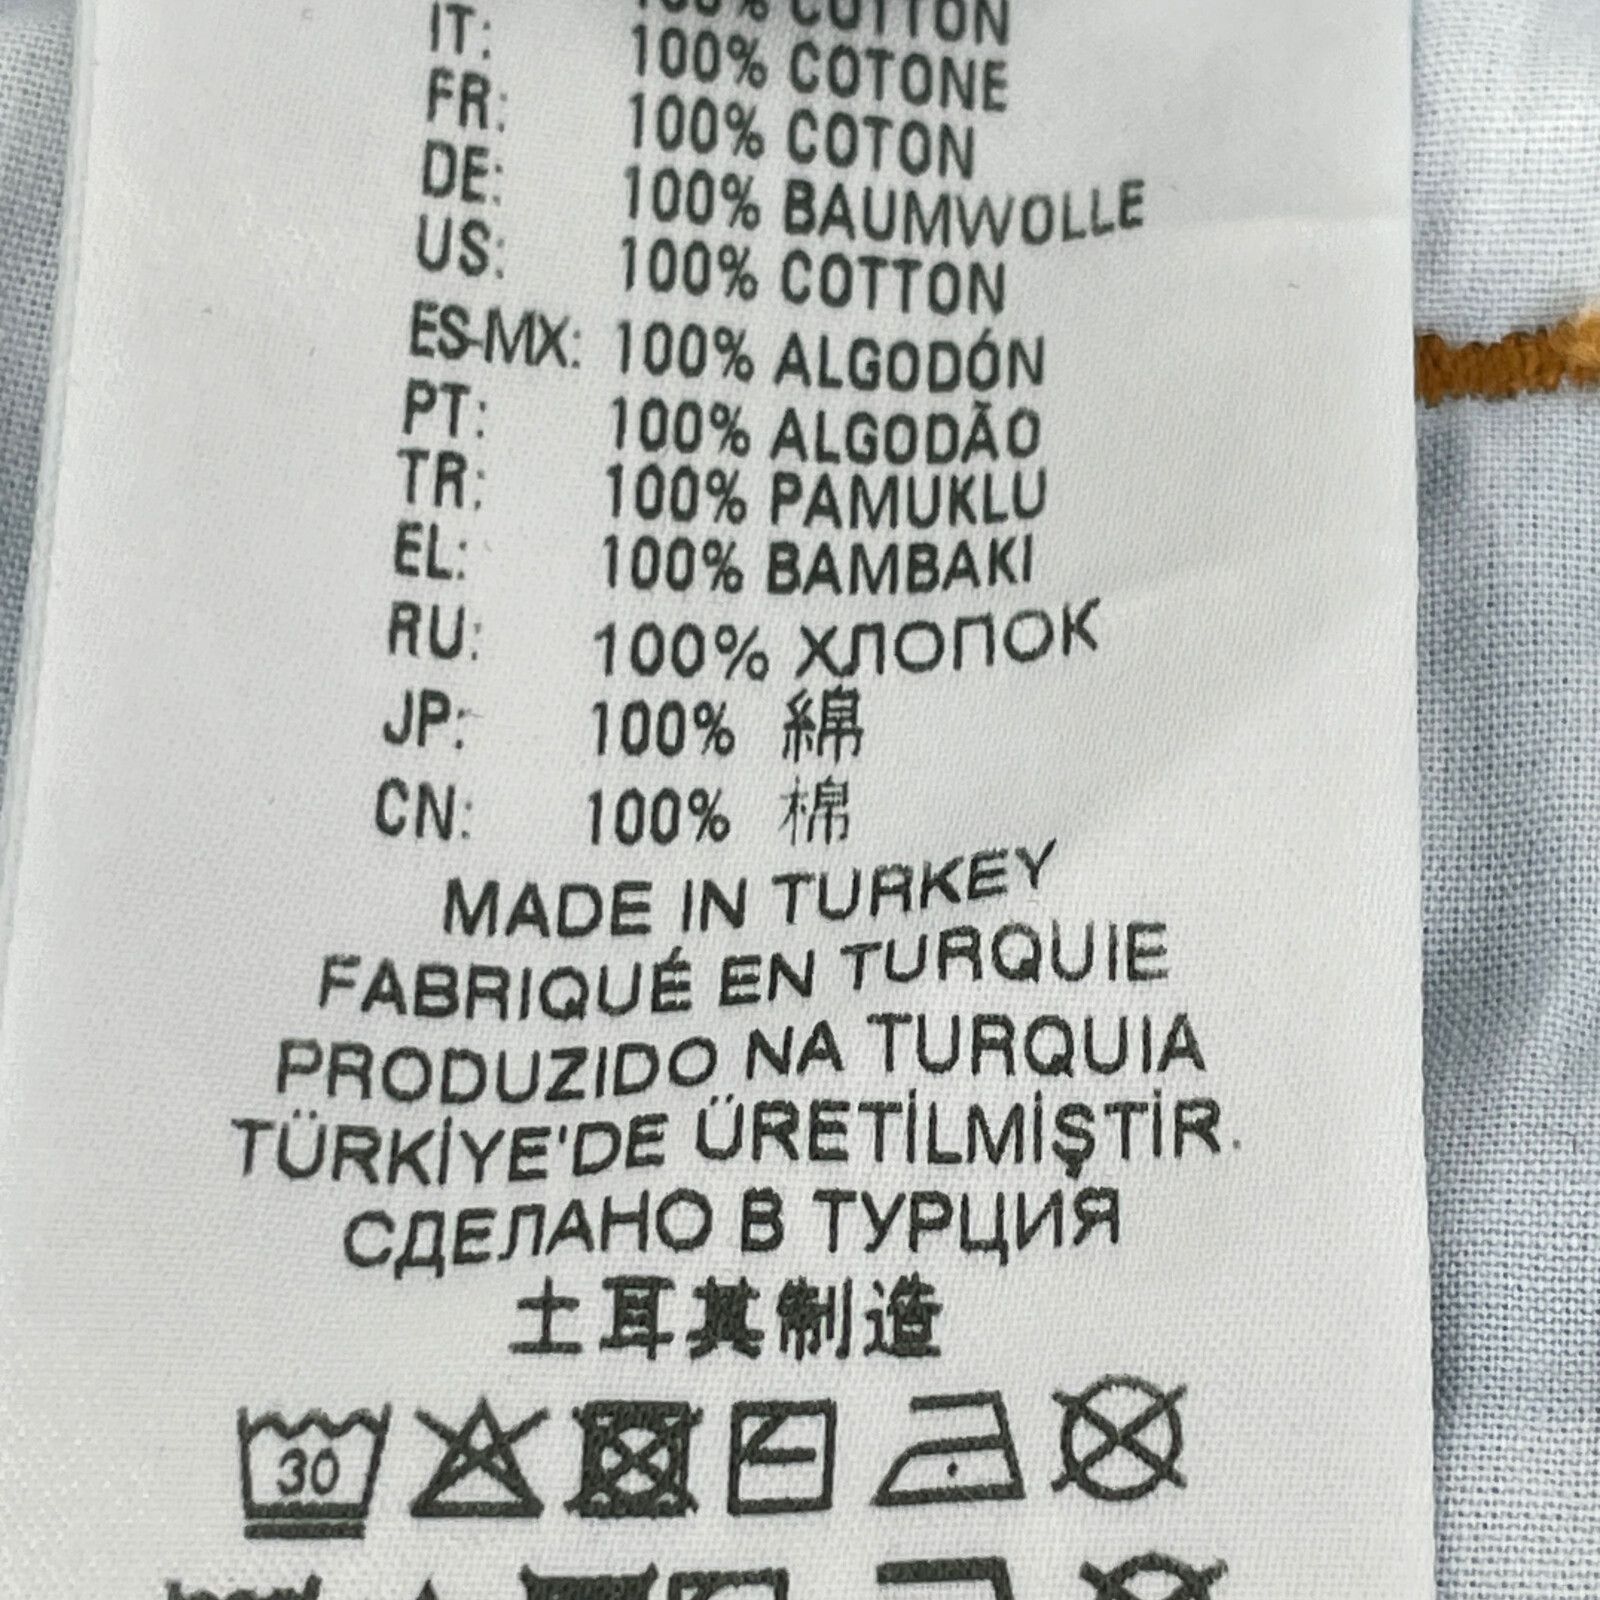 100% COTTON
IT: 100% COTONE
FR: 100% COTON
DE: 100% BAUMWOLLE
US: 100% COTTON
ES-MX: 100% ALGODÓN
PT: 100% ALGODÃO
TR: 100% PAMUKLU
EL: 100% BAMBAKI
RU: 100% ХЛОПОК
JP: 100% 綿
CN: 100% 棉
MADE IN TURKEY
FABRIQUÉ EN TURQUIE
PRODUZIDO NA TURQUIA
TÜRKİYE'DE ÜRETİLMİŞTİR.
СДЕЛАНО В ТУРЦИЯ
土耳其制造
30